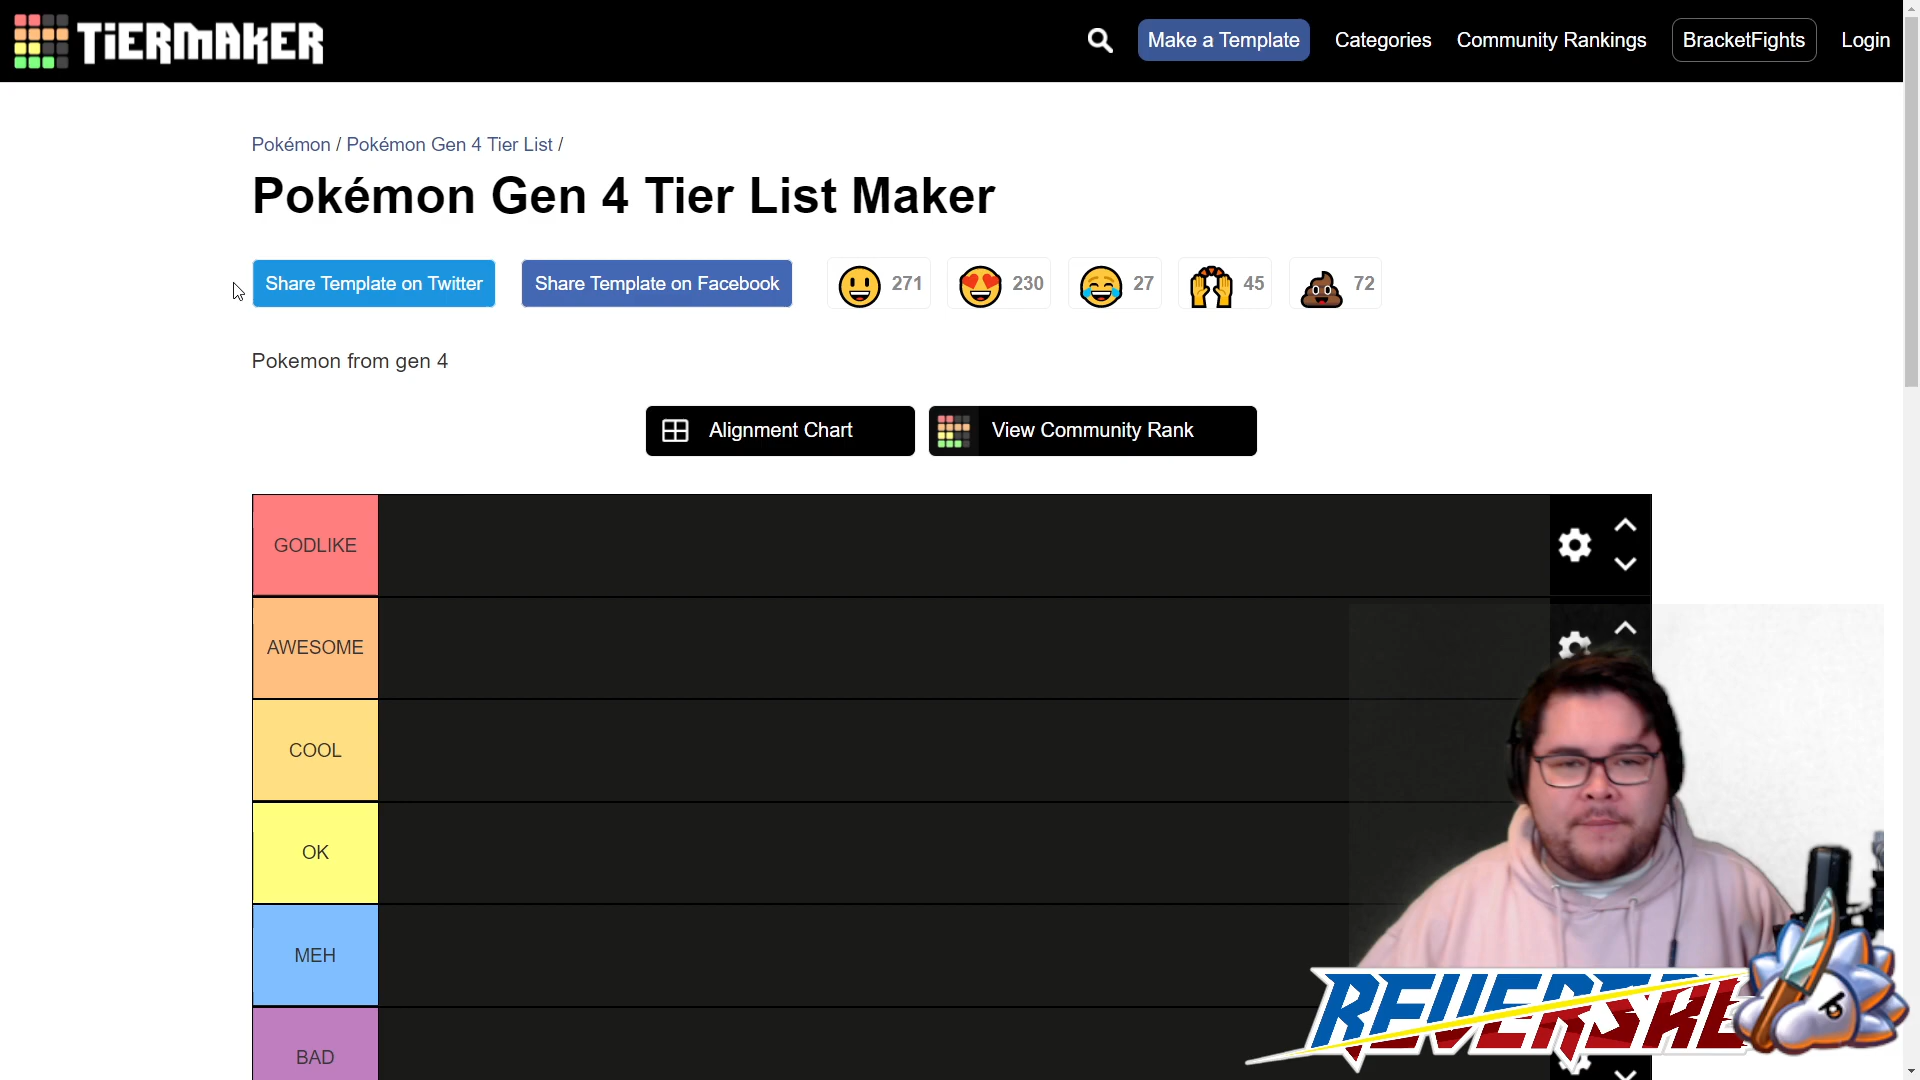 TiERMAKER
Make a Template
Categories
Community Rankings
BracketFights
Login
Pokémon / Pokémon Gen 4 Tier List /
Pokémon Gen 4 Tier List Maker
Share Template on Twitter
Share Template on Facebook
271
230
27
45
72
Pokemon from gen 4
Alignment Chart
View Community Rank
GODLIKE
AWESOME
COOL
OK
MEH
BAD
REVERSAL